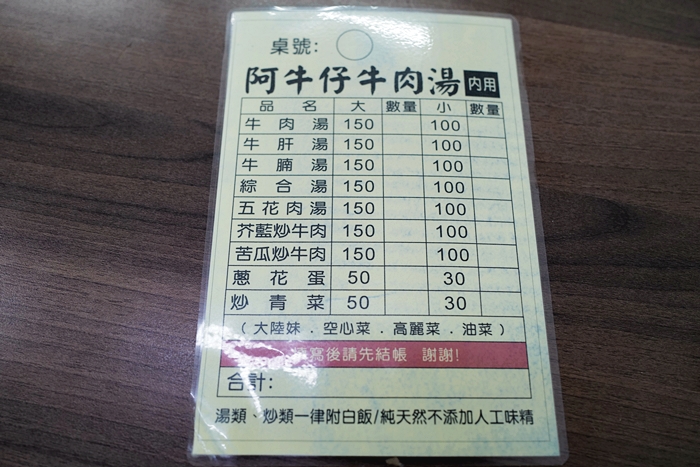 桌號:
阿牛仔牛肉湯 內用
品名 大 數量 小 數量
牛肉湯 150 100
牛肝湯 150 100
牛腩湯 150 100
綜合湯 150 100
五花肉湯 150 100
芥藍炒牛肉 150 100
苦瓜炒牛肉 150 100
蔥花蛋 50 30
炒青菜 50 30
(大陸妹.空心菜.高麗菜.油菜)
填寫後請先結帳 謝謝!
合計:
湯類、炒類一律附白飯/純天然不添加人工味精